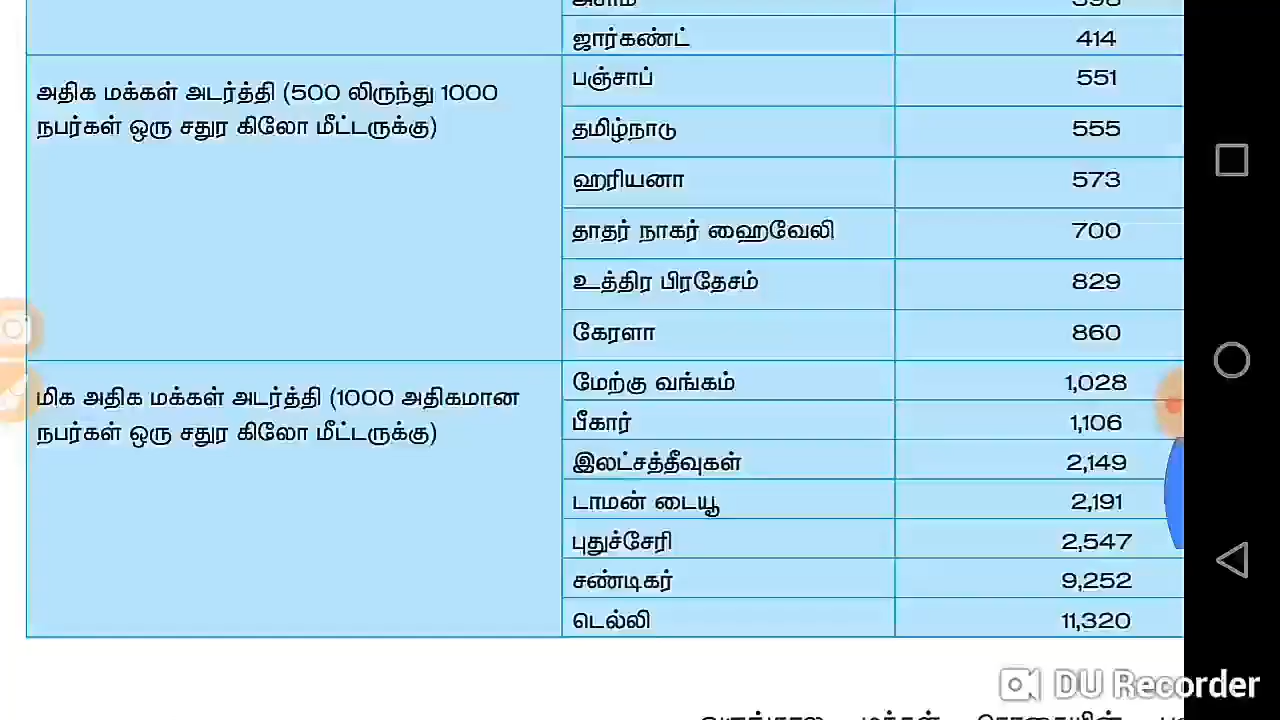 அசாம் 398
ஜார்கண்ட் 414
அதிக மக்கள் அடர்த்தி (500 லிருந்து 1000
நபர்கள் ஒரு சதுர கிலோ மீட்டருக்கு)
பஞ்சாப் 551
தமிழ்நாடு 555
ஹரியனா 573
தாதர் நாகர் ஹைவேலி 700
உத்திர பிரதேசம் 829
கேரளா 860
மிக அதிக மக்கள் அடர்த்தி (1000 அதிகமான
நபர்கள் ஒரு சதுர கிலோ மீட்டருக்கு)
மேற்கு வங்கம் 1,028
பீகார் 1,106
இலட்சத்தீவுகள் 2,149
டாமன் டையூ 2,191
புதுச்சேரி 2,547
சண்டிகர் 9,252
டெல்லி 11,320
DU Recorder